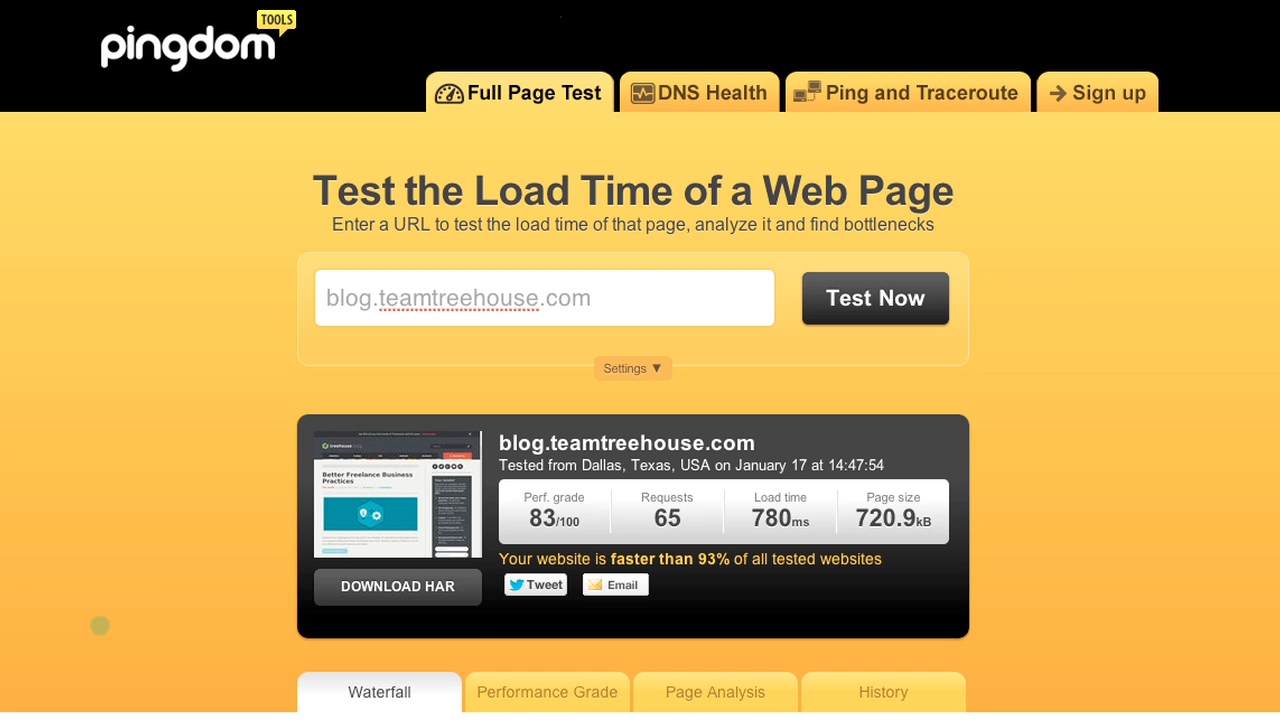 TOOLS
pingdom
Full Page Test DNS Health Ping and Traceroute Sign up
Test the Load Time of a Web Page
Enter a URL to test the load time of that page, analyze it and find bottlenecks
blog.teamtreehouse.com Test Now
Settings ▼
blog.teamtreehouse.com
Tested from Dallas, Texas, USA on January 17 at 14:47:54
Perf. grade Requests Load time Page size
83/100 65 780ms 720.9kB
Your website is faster than 93% of all tested websites
Tweet Email
Better Freelance Business
Practices
DOWNLOAD HAR
Waterfall Performance Grade Page Analysis History